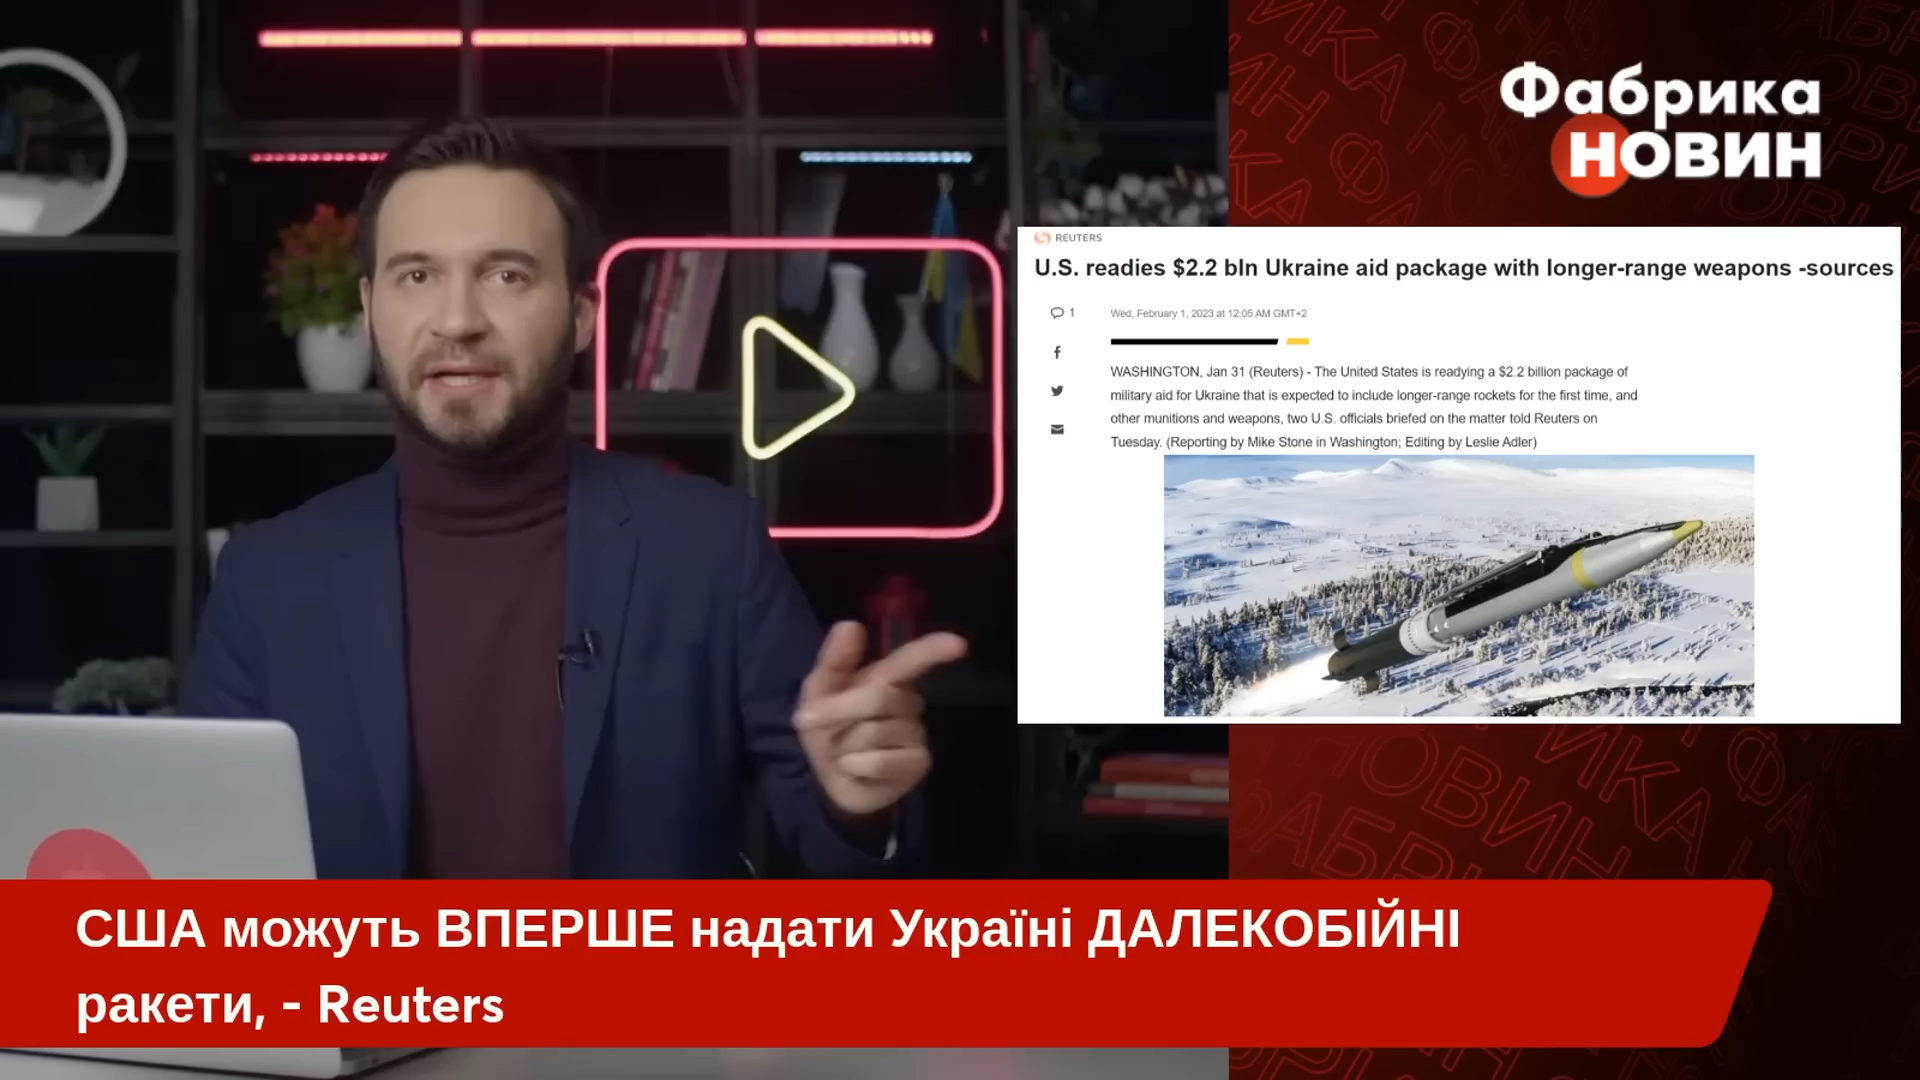 Фабрика
новин
REUTERS
U.S. readies $2.2 bln Ukraine aid package with longer-range weapons -sources
1
Wed, February 1, 2023 at 12:05 AM GMT+2
WASHINGTON, Jan 31 (Reuters) - The United States is readying a $2.2 billion package of
military aid for Ukraine that is expected to include longer-range rockets for the first time, and
other munitions and weapons, two U.S. officials briefed on the matter told Reuters on
Tuesday. (Reporting by Mike Stone in Washington; Editing by Leslie Adler)
США можуть ВПЕРШЕ надати Україні ДАЛЕКОБІЙНІ
ракети, - Reuters